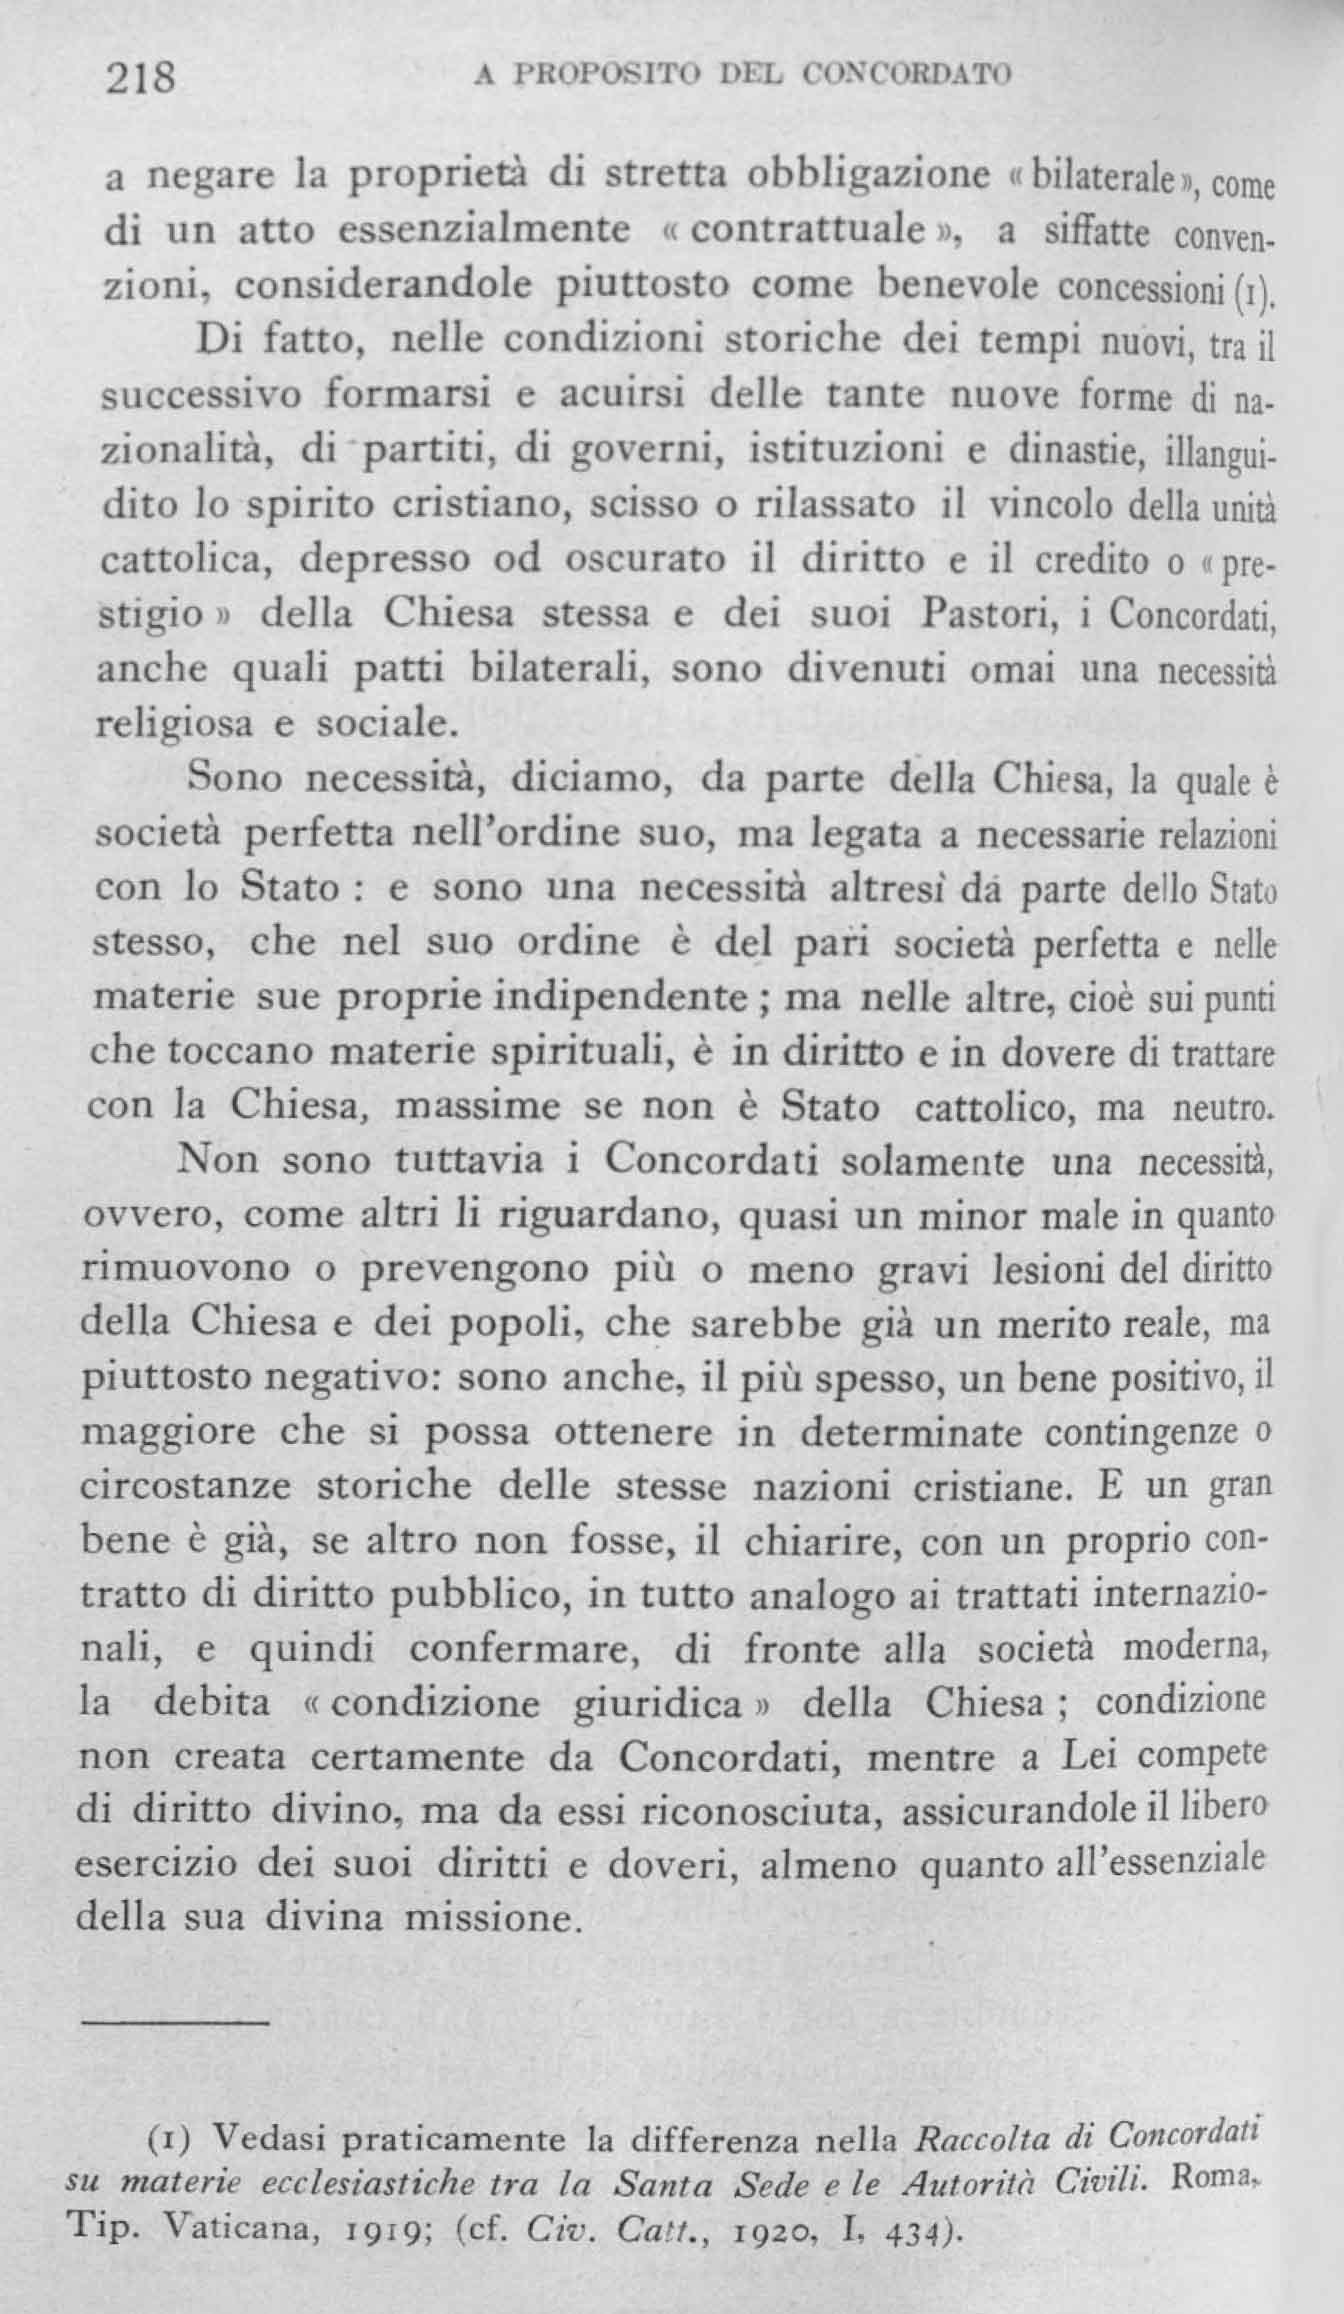 218
A PROPOSITO DEL CONCORDATO
a negare la proprietà di stretta obbligazione « bilaterale », come
di un atto essenzialmente « contrattuale », a siffatte conven-
zioni, considerandole piuttosto come benevole concessioni (1).
Di fatto, nelle condizioni storiche dei tempi nuovi, tra il
successivo formarsi e acuirsi delle tante nuove forme di na-
zionalità, di partiti, di governi, istituzioni e dinastie, illangui-
dito lo spirito cristiano, scisso o rilassato il vincolo della unità
cattolica, depresso od oscurato il diritto e il credito o « pre-
stigio » della Chiesa stessa e dei suoi Pastori, i Concordati,
anche quali patti bilaterali, sono divenuti omai una necessità
religiosa e sociale.
Sono necessità, diciamo, da parte della Chiesa, la quale è
società perfetta nell'ordine suo, ma legata a necessarie relazioni
con lo Stato : e sono una necessità altresì da parte dello Stato
stesso, che nel suo ordine è del pari società perfetta e nelle
materie sue proprie indipendente ; ma nelle altre, cioè sui punti
che toccano materie spirituali, è in diritto e in dovere di trattare
con la Chiesa, massime se non è Stato cattolico, ma neutro.
Non sono tuttavia i Concordati solamente una necessità,
ovvero, come altri li riguardano, quasi un minor male in quanto
rimuovono o prevengono più o meno gravi lesioni del diritto
della Chiesa e dei popoli, che sarebbe già un merito reale, ma
piuttosto negativo: sono anche, il più spesso, un bene positivo, il
maggiore che si possa ottenere in determinate contingenze o
circostanze storiche delle stesse nazioni cristiane. E un gran
bene è già, se altro non fosse, il chiarire, con un proprio con-
tratto di diritto pubblico, in tutto analogo ai trattati internazio-
nali, e quindi confermare, di fronte alla società moderna,
la debita « condizione giuridica » della Chiesa ; condizione
non creata certamente da Concordati, mentre a Lei compete
di diritto divino, ma da essi riconosciuta, assicurandole il libero
esercizio dei suoi diritti e doveri, almeno quanto all'essenziale
della sua divina missione.
(1) Vedasi praticamente la differenza nella Raccolta di Concordati
su materie ecclesiastiche tra la Santa Sede e le Autorità Civili. Roma,
Tip. Vaticana, 1919; (cf. Civ. Catt., 1920, I, 434).